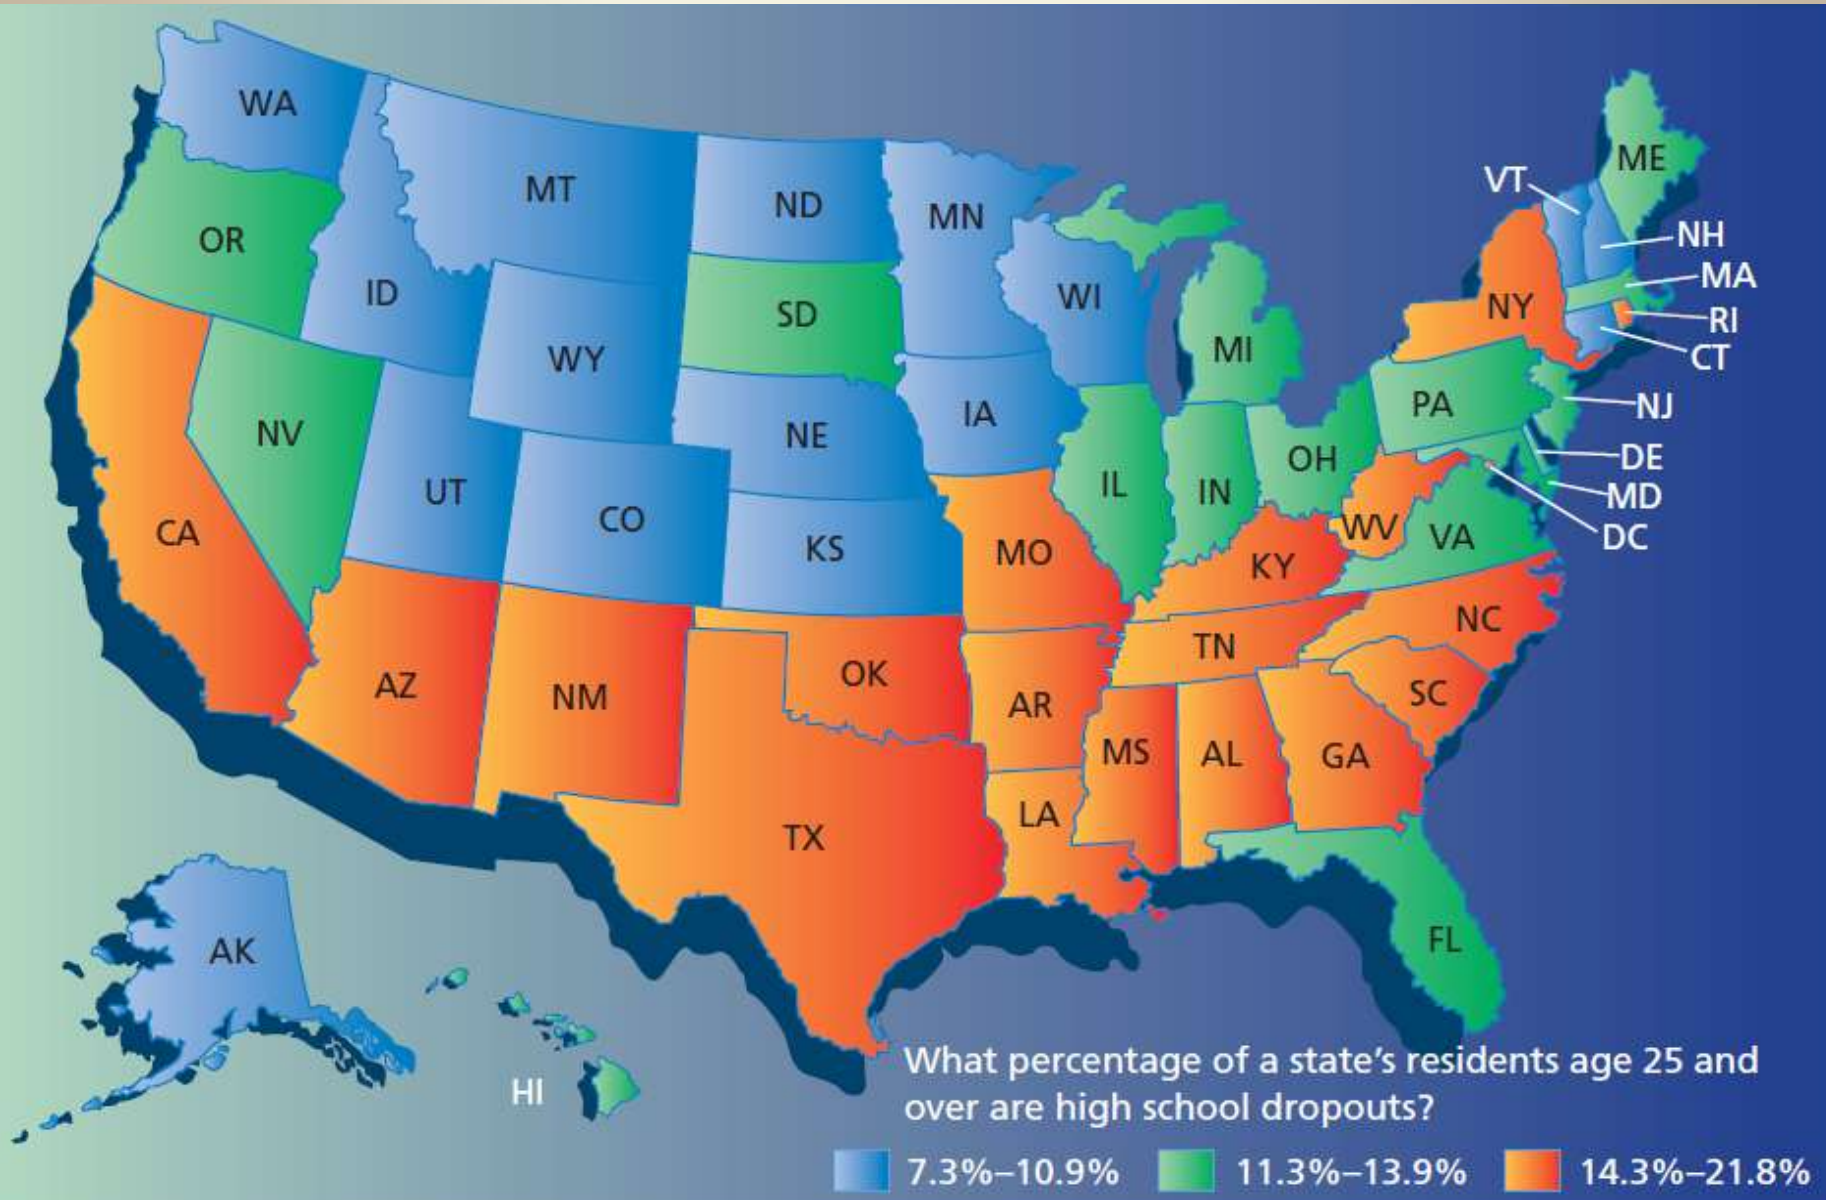 WA
MT
ND
MN
VT
ME
OR
ID
SD
WI
NH
MA
NY
RI
WY
MI
CT
NV
NE
IA
PA
NJ
UT
CO
KS
IL
IN
OH
DE
MD
CA
MO
KY
WV
VA
DC
AZ
NM
OK
AR
TN
NC
SC
TX
LA
MS
AL
GA
AK
HI
FL
What percentage of a state’s residents age 25 and
over are high school dropouts?
7.3%–10.9% 11.3%–13.9% 14.3%–21.8%